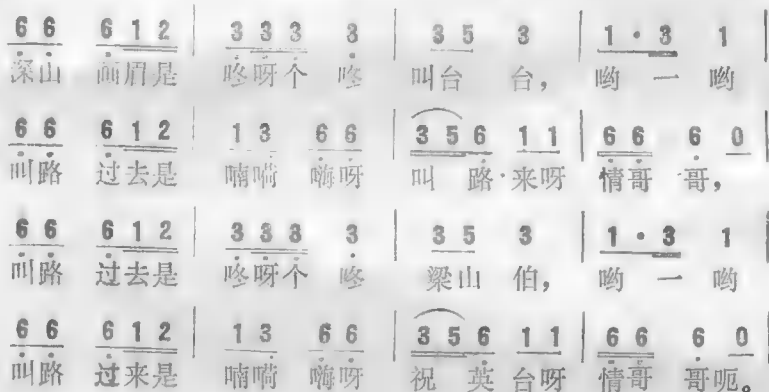 6 6 6 1 2 | 3 3 3 3 | 3 5 3 | 1 · 3 1
深山 画眉是 咚呀个 咚 叫台 台, 哟 一 哟
6 6 6 1 2 | 1 3 6 6 | 3 5 6 1 1 | 6 6 6 0
叫路 过去是 喃嗬 嗨呀 叫 路·来呀 情哥 哥,
6 6 6 1 2 | 3 3 3 3 | 3 5 3 | 1 · 3 1
叫路 过去是 咚呀个 咚 梁山 伯, 哟 一 哟
6 6 6 1 2 | 1 3 6 6 | 3 5 6 1 1 | 6 6 6 0
叫路 过来是 喃嗬 嗨呀 祝 英 台呀 情哥 哥呃。